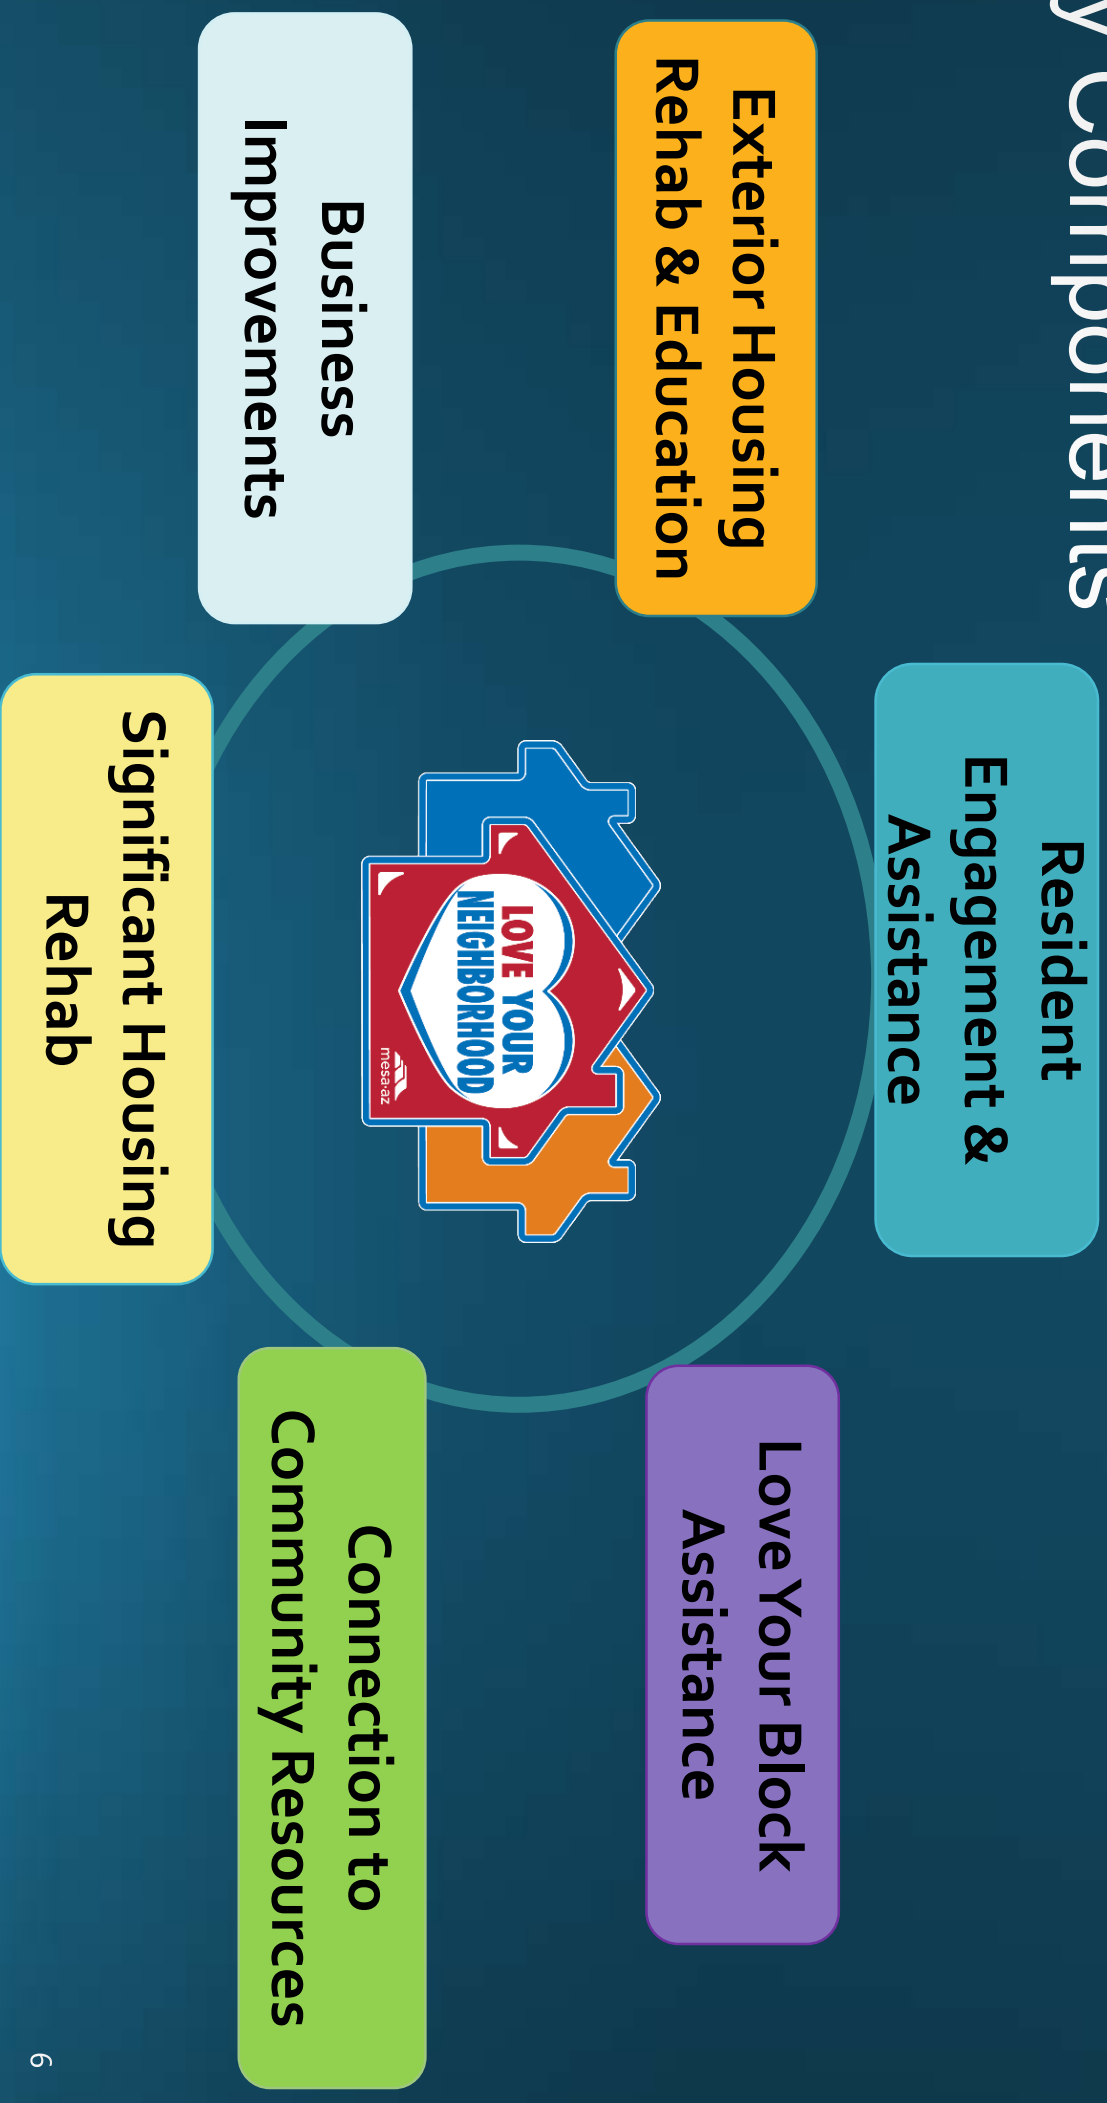 Components
Resident
Engagement &
Assistance
Love Your Block
Assistance
Connection to
Community Resources
Significant Housing
Rehab
Business
Improvements
Exterior Housing
Rehab & Education
LOVE YOUR
NEIGHBORHOOD
mesa·az
6